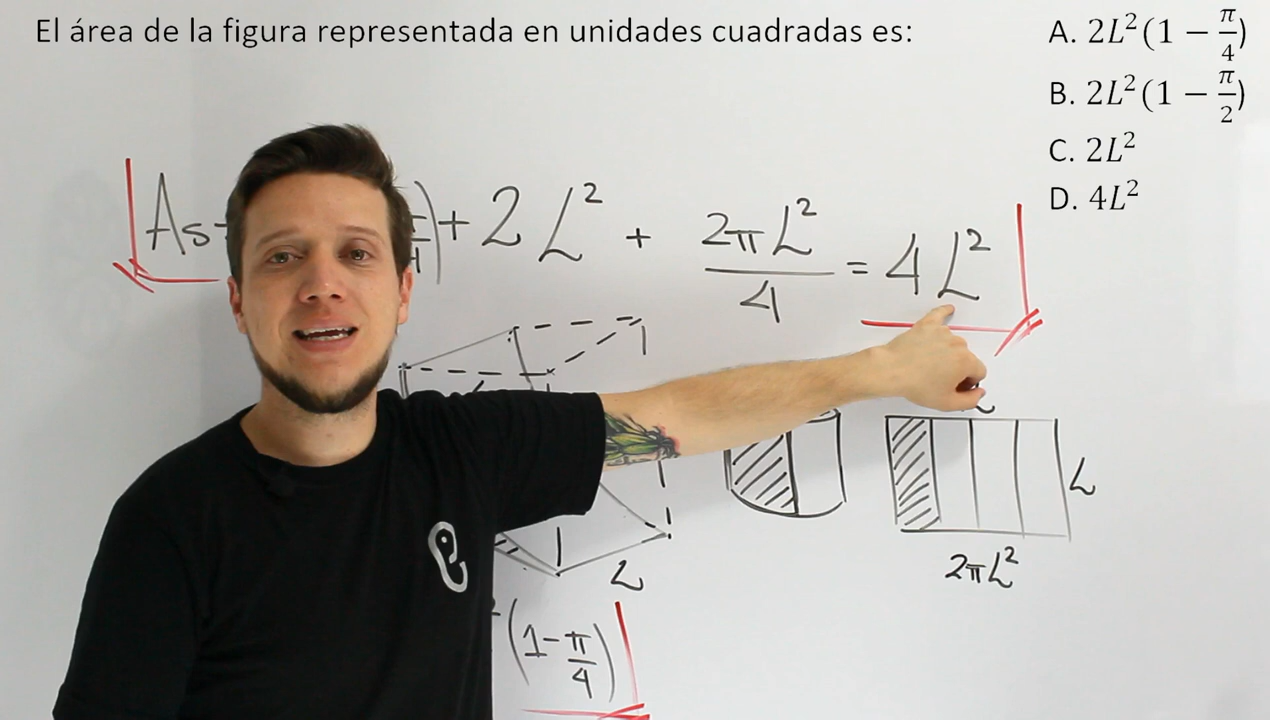 El área de la figura representada en unidades cuadradas es:
A. 2L²(1 − π/4)
B. 2L²(1 − π/2)
C. 2L²
D. 4L²
As + 2L² + 2πL²/4 = 4L²
L
L
2πL²
(1 − π/4)